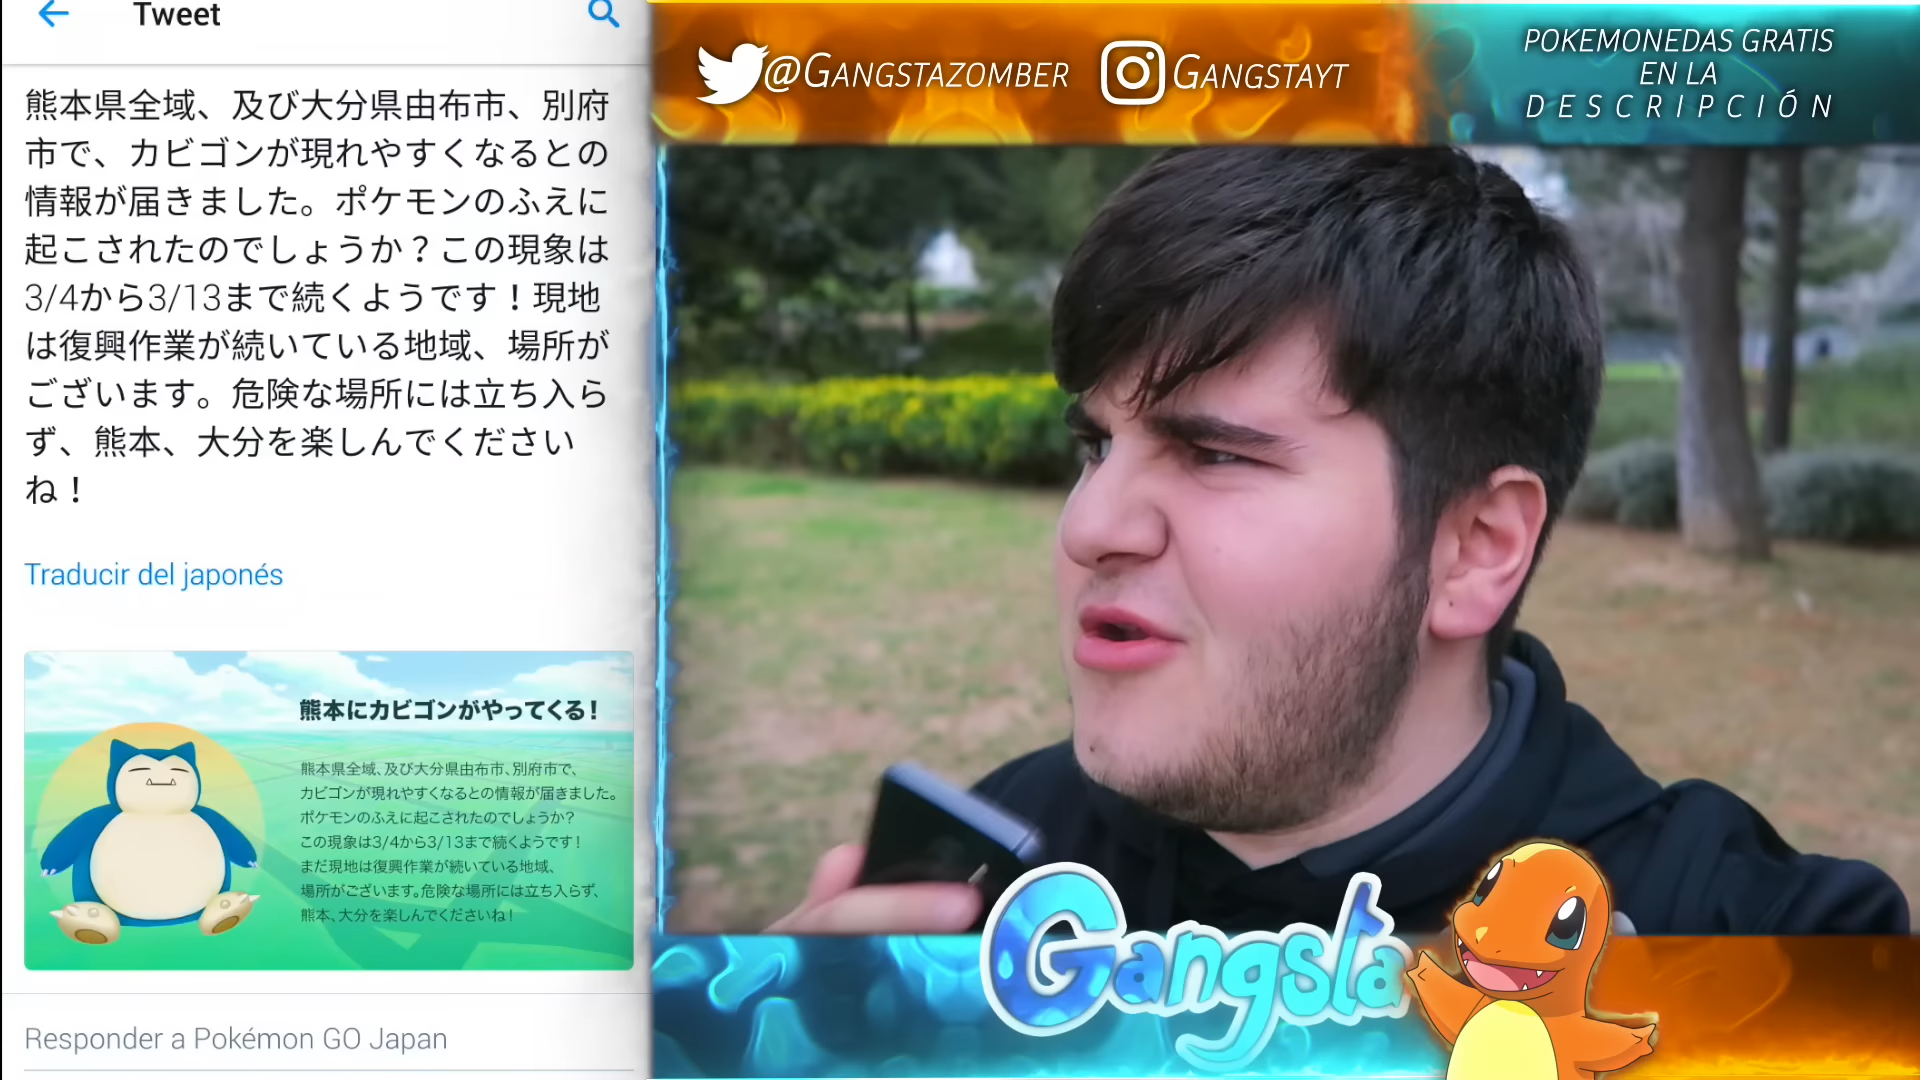 Tweet
熊本県全域、及び大分県由布市、別府
市で、カビゴンが現れやすくなるとの
情報が届きました。ポケモンのふえに
起こされたのでしょうか？この現象は
3/4から3/13まで続くようです！現地
は復興作業が続いている地域、場所が
ございます。危険な場所には立ち入ら
ず、熊本、大分を楽しんでください
ね！
Traducir del japonés
熊本にカビゴンがやってくる！
熊本県全域、及び大分県由布市、別府市で、
カビゴンが現れやすくなるとの情報が届きました。
ポケモンのふえに起こされたのでしょうか？
この現象は3/4から3/13まで続くようです！
まだ現地は復興作業が続いている地域、
場所がございます。危険な場所には立ち入らず、
熊本、大分を楽しんでくださいね！
Responder a Pokémon GO Japan
@GANGSTAZOMBER
GANGSTAYT
POKEMONEDAS GRATIS
EN LA
DESCRIPCIÓN
Gangsta